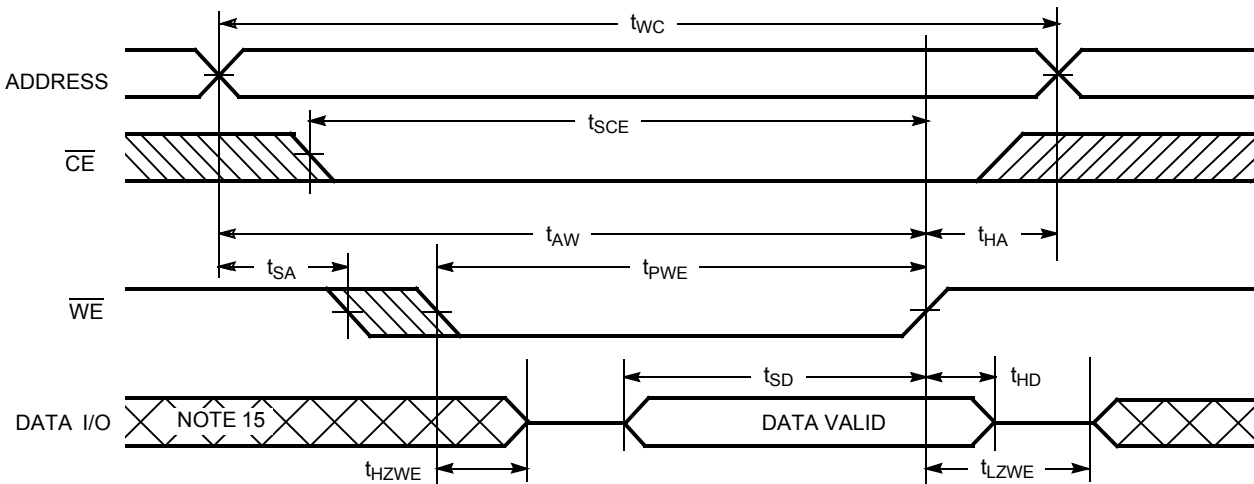 tWC
ADDRESS
tSCE
CE
tAW
tHA
tSA
tPWE
WE
tSD
tHD
DATA I/O
NOTE 15
DATA VALID
tHZWE
tLZWE